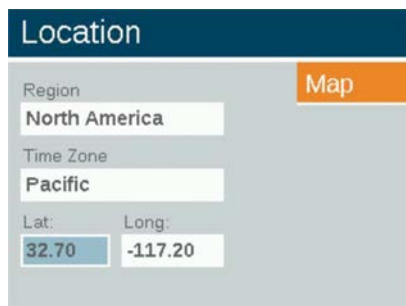 Location
Map
Region
North America
Time Zone
Pacific
Lat: Long:
32.70 -117.20